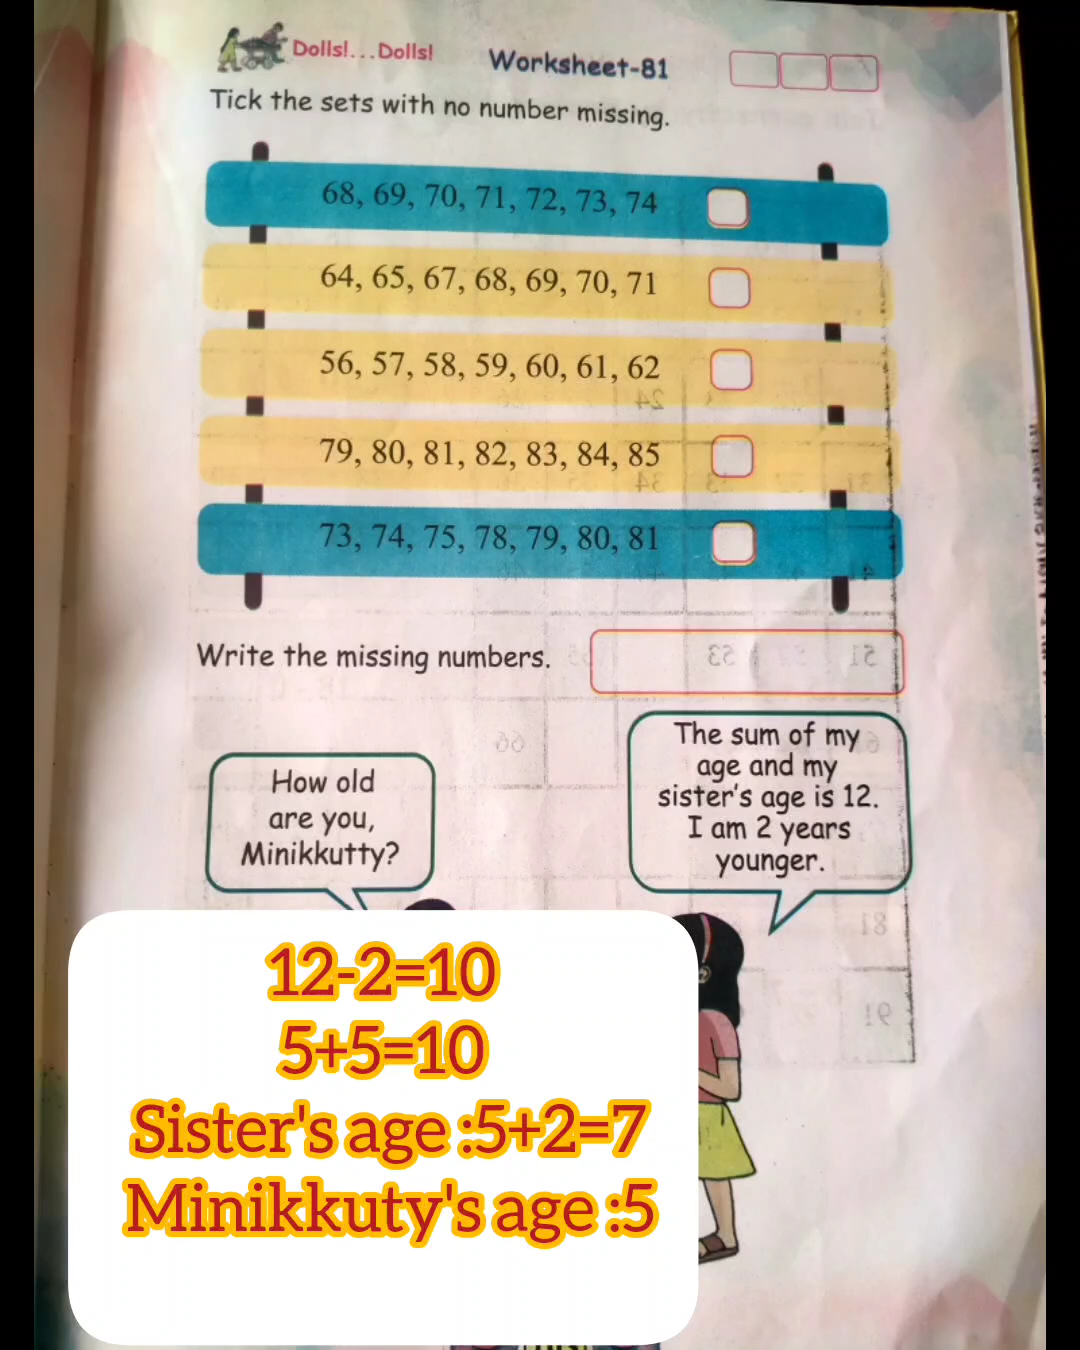 Dolls!...Dolls!
Worksheet-81
Tick the sets with no number missing.
68, 69, 70, 71, 72, 73, 74
64, 65, 67, 68, 69, 70, 71
56, 57, 58, 59, 60, 61, 62
79, 80, 81, 82, 83, 84, 85
73, 74, 75, 78, 79, 80, 81
Write the missing numbers.
How old
are you,
Minikkutty?
The sum of my
age and my
sister's age is 12.
I am 2 years
younger.
12-2=10
5+5=10
Sister's age :5+2=7
Minikkuty's age :5